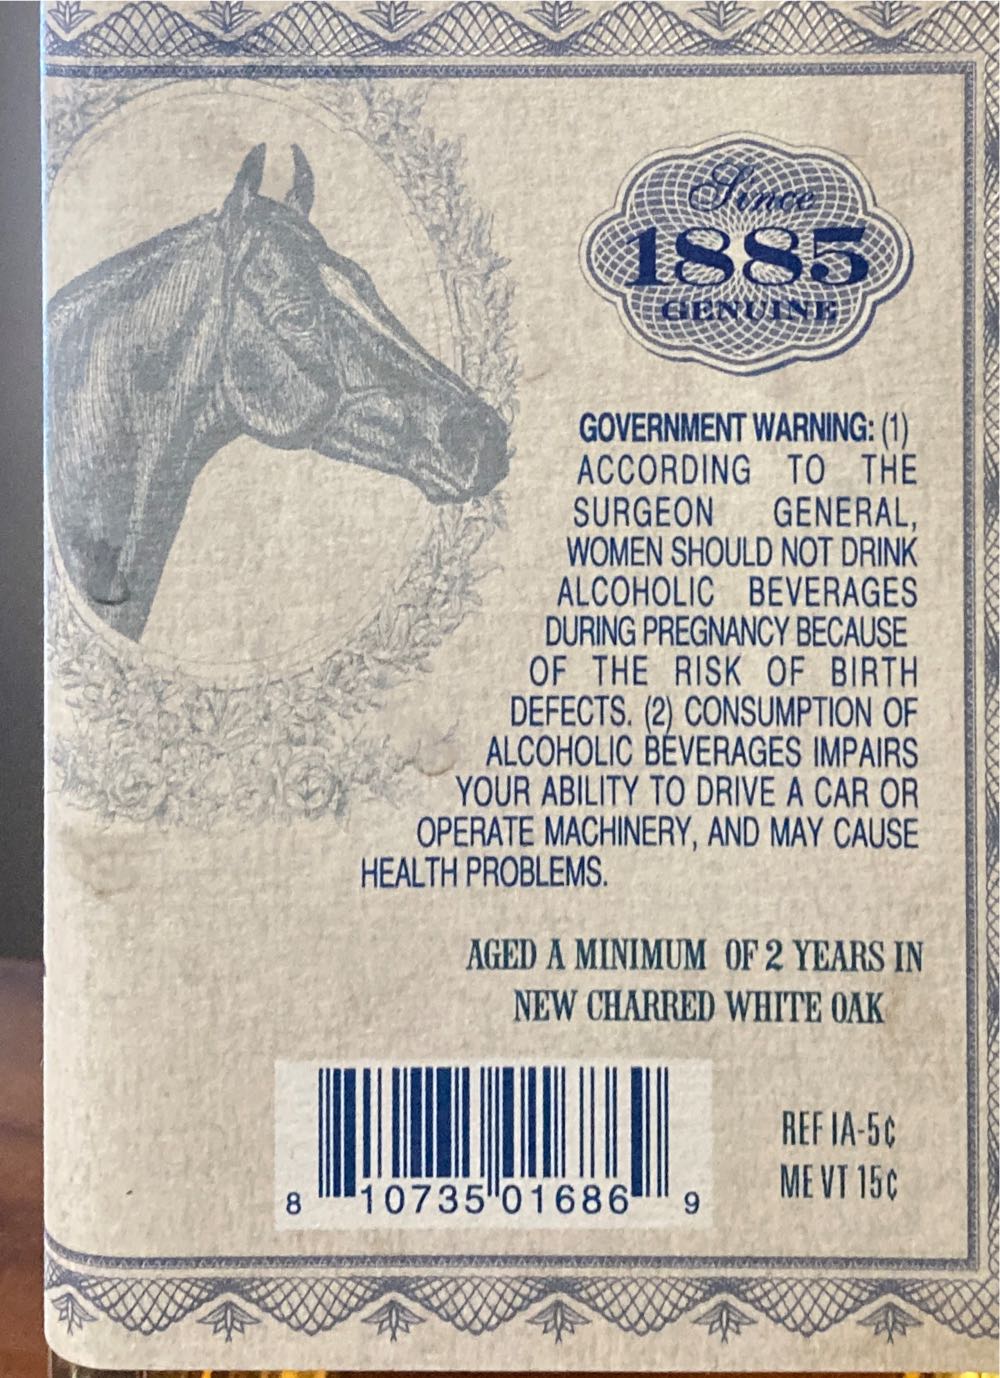 Since
1885
GENUINE
GOVERNMENT WARNING: (1)
ACCORDING TO THE
SURGEON GENERAL,
WOMEN SHOULD NOT DRINK
ALCOHOLIC BEVERAGES
DURING PREGNANCY BECAUSE
OF THE RISK OF BIRTH
DEFECTS. (2) CONSUMPTION OF
ALCOHOLIC BEVERAGES IMPAIRS
YOUR ABILITY TO DRIVE A CAR OR
OPERATE MACHINERY, AND MAY CAUSE
HEALTH PROBLEMS.
AGED A MINIMUM OF 2 YEARS IN
NEW CHARRED WHITE OAK
REF IA-5¢
ME VT 15¢
8 10735 01686 9